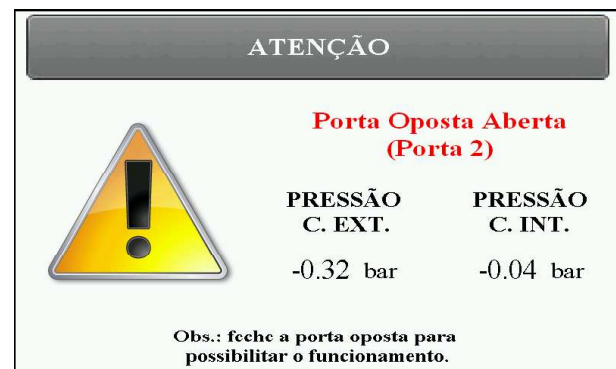 ATENÇÃO
Porta Oposta Aberta
(Porta 2)
PRESSÃO
C. EXT.
PRESSÃO
C. INT.
-0.32 bar
-0.04 bar
Obs.: feche a porta oposta para
possibilitar o funcionamento.